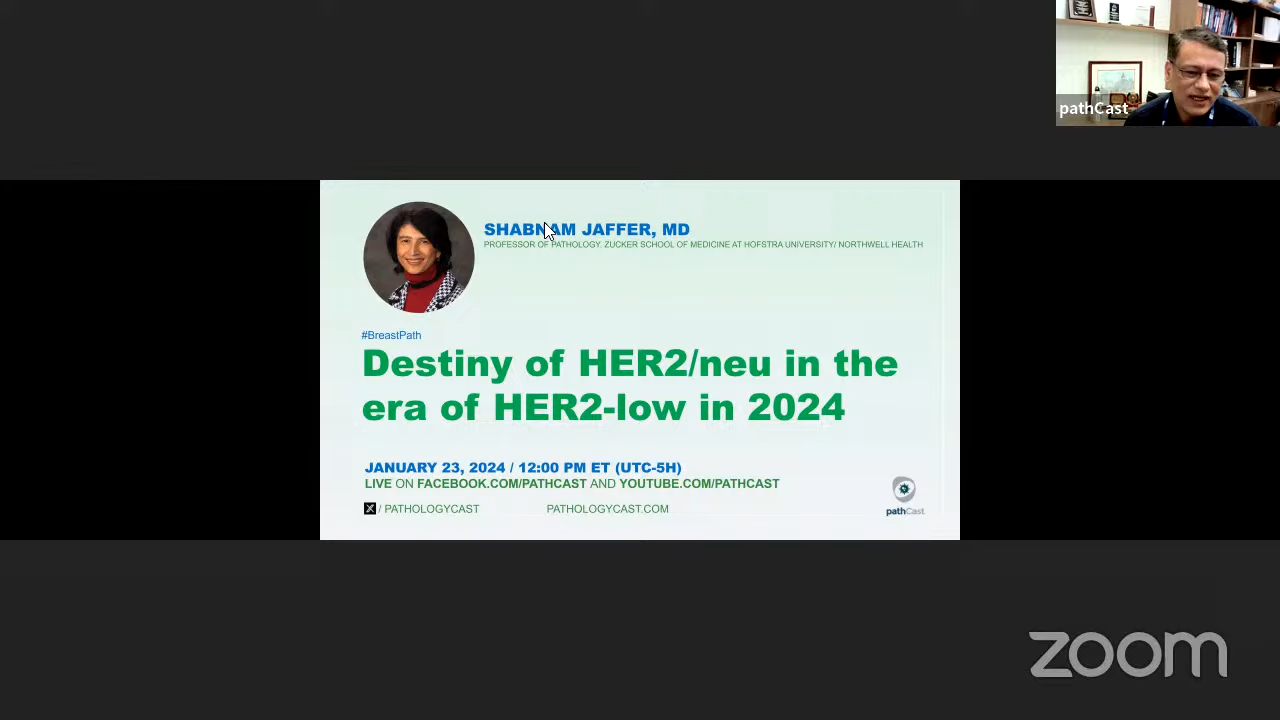 pathCast
SHABNAM JAFFER, MD
PROFESSOR OF PATHOLOGY. ZUCKER SCHOOL OF MEDICINE AT HOFSTRA UNIVERSITY/ NORTHWELL HEALTH
#BreastPath
Destiny of HER2/neu in the
era of HER2-low in 2024
JANUARY 23, 2024 / 12:00 PM ET (UTC-5H)
LIVE ON FACEBOOK.COM/PATHCAST AND YOUTUBE.COM/PATHCAST
X / PATHOLOGYCAST PATHOLOGYCAST.COM
pathCast
zoom